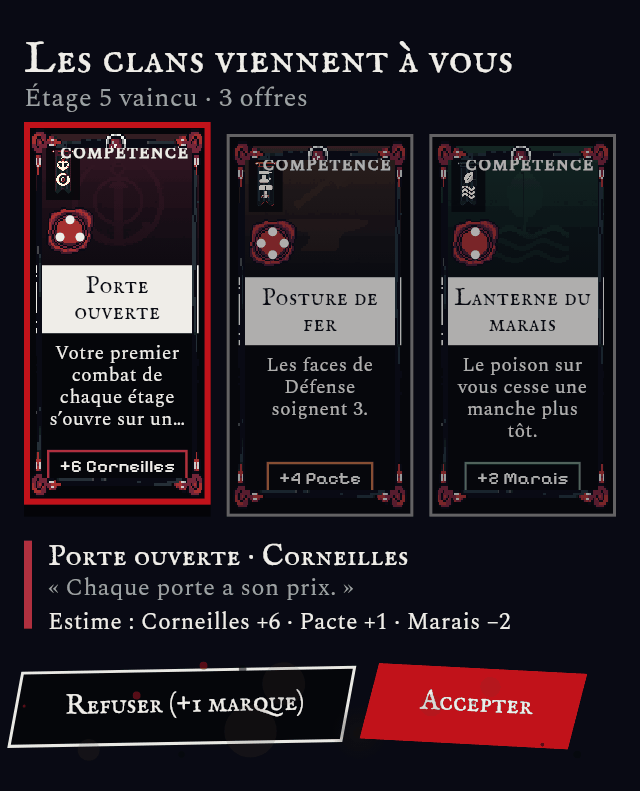 Les clans viennent à vous
Étage 5 vaincu · 3 offres
COMPÉTENCE
Porte
ouverte
Votre premier
combat de
chaque étage
s'ouvre sur un…
+6 Corneilles
COMPÉTENCE
Posture de
fer
Les faces de
Défense
soignent 3.
+4 Pacte
COMPÉTENCE
Lanterne du
marais
Le poison sur
vous cesse une
manche plus
tôt.
+8 Marais
Porte ouverte · Corneilles
« Chaque porte a son prix. »
Estime : Corneilles +6 · Pacte +1 · Marais −2
Refuser (+1 marque)
Accepter